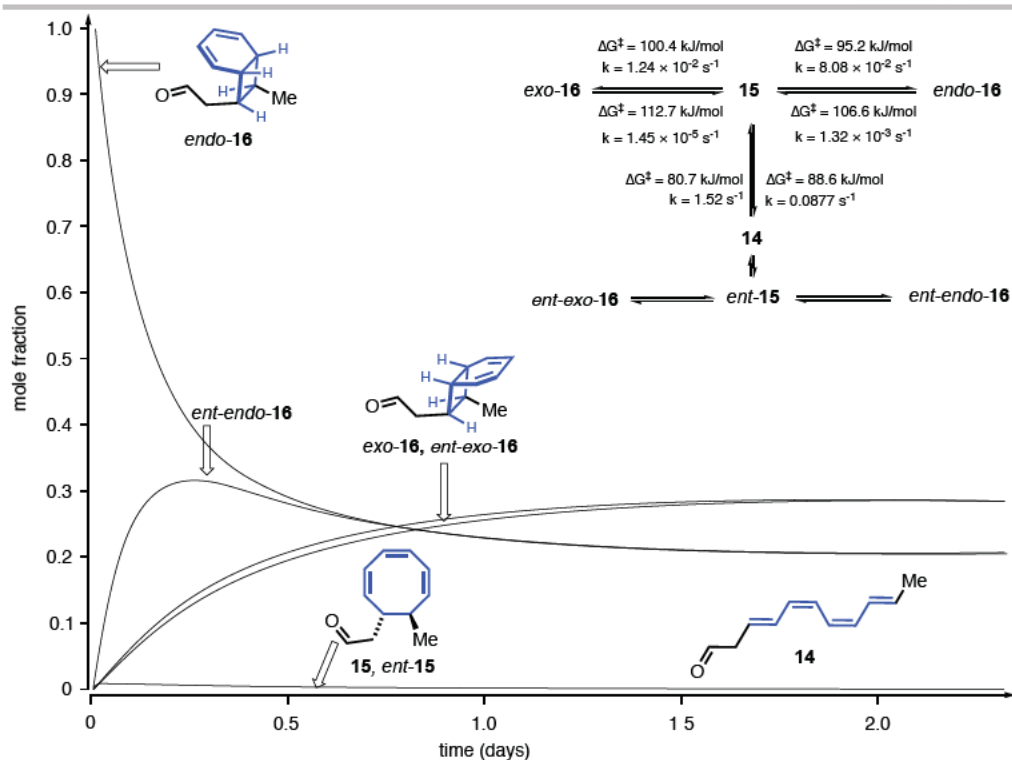 1.0
0.9
0.8
0.7
0.6
0.5
0.4
0.3
0.2
0.1
0
mole fraction
0
0.5
1.0
1 5
2.0
time (days)
H
H
H
Me
H
O
endo-16
ΔG‡ = 100.4 kJ/mol
k = 1.24 × 10-2 s-1
ΔG‡ = 95.2 kJ/mol
k = 8.08 × 10-2 s-1
exo-16
15
endo-16
ΔG‡ = 112.7 kJ/mol
k = 1.45 × 10-5 s-1
ΔG‡ = 106.6 kJ/mol
k = 1.32 × 10-3 s-1
ΔG‡ = 80.7 kJ/mol
k = 1.52 s-1
ΔG‡ = 88.6 kJ/mol
k = 0.0877 s-1
14
ent-exo-16
ent-15
ent-endo-16
ent-endo-16
H
H
H
Me
H
O
exo-16, ent-exo-16
O
Me
15, ent-15
Me
O
14